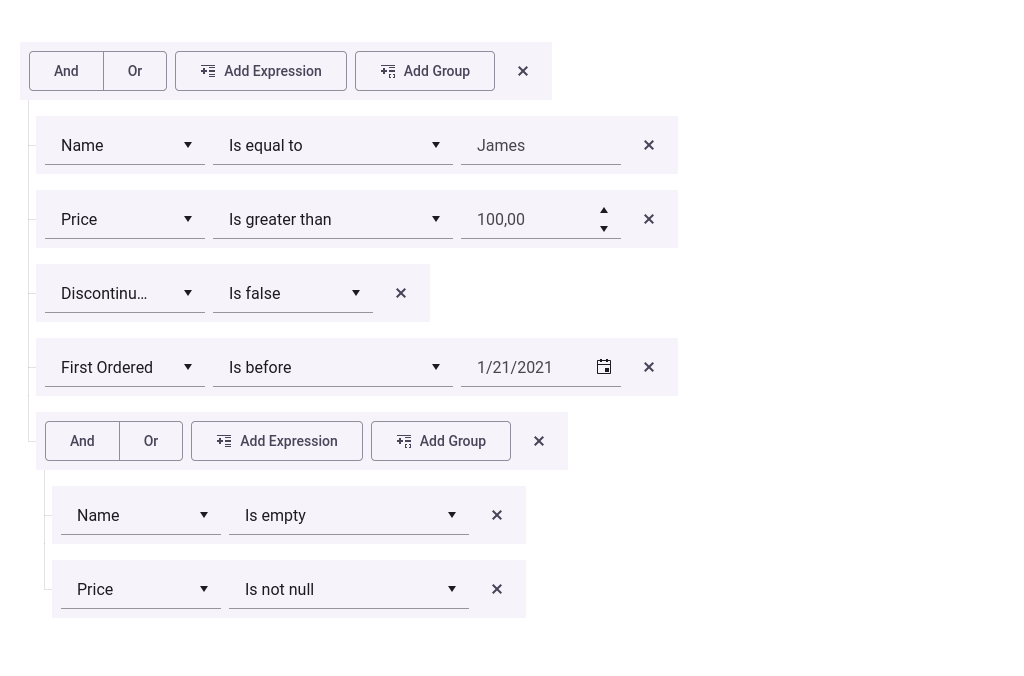 And Or Add Expression Add Group
Name Is equal to James
Price Is greater than 100,00
Discontinu... Is false
First Ordered Is before 1/21/2021
And Or Add Expression Add Group
Name Is empty
Price Is not null